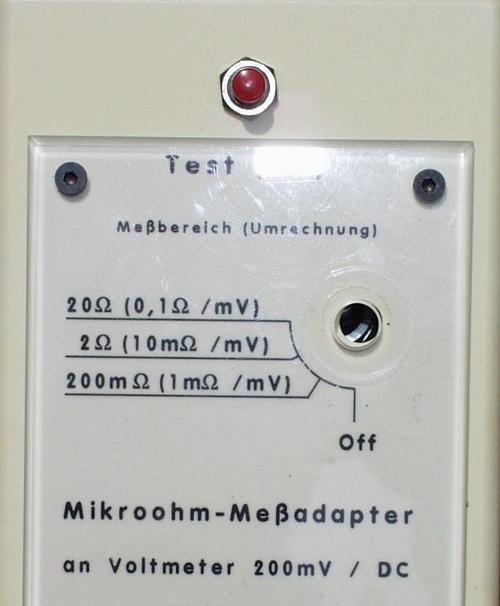 Test
Meßbereich (Umrechnung)
20Ω (0,1Ω /mV)
2Ω (10mΩ /mV)
200mΩ (1mΩ /mV)
Off
Mikroohm-Meßadapter
an Voltmeter 200mV / DC